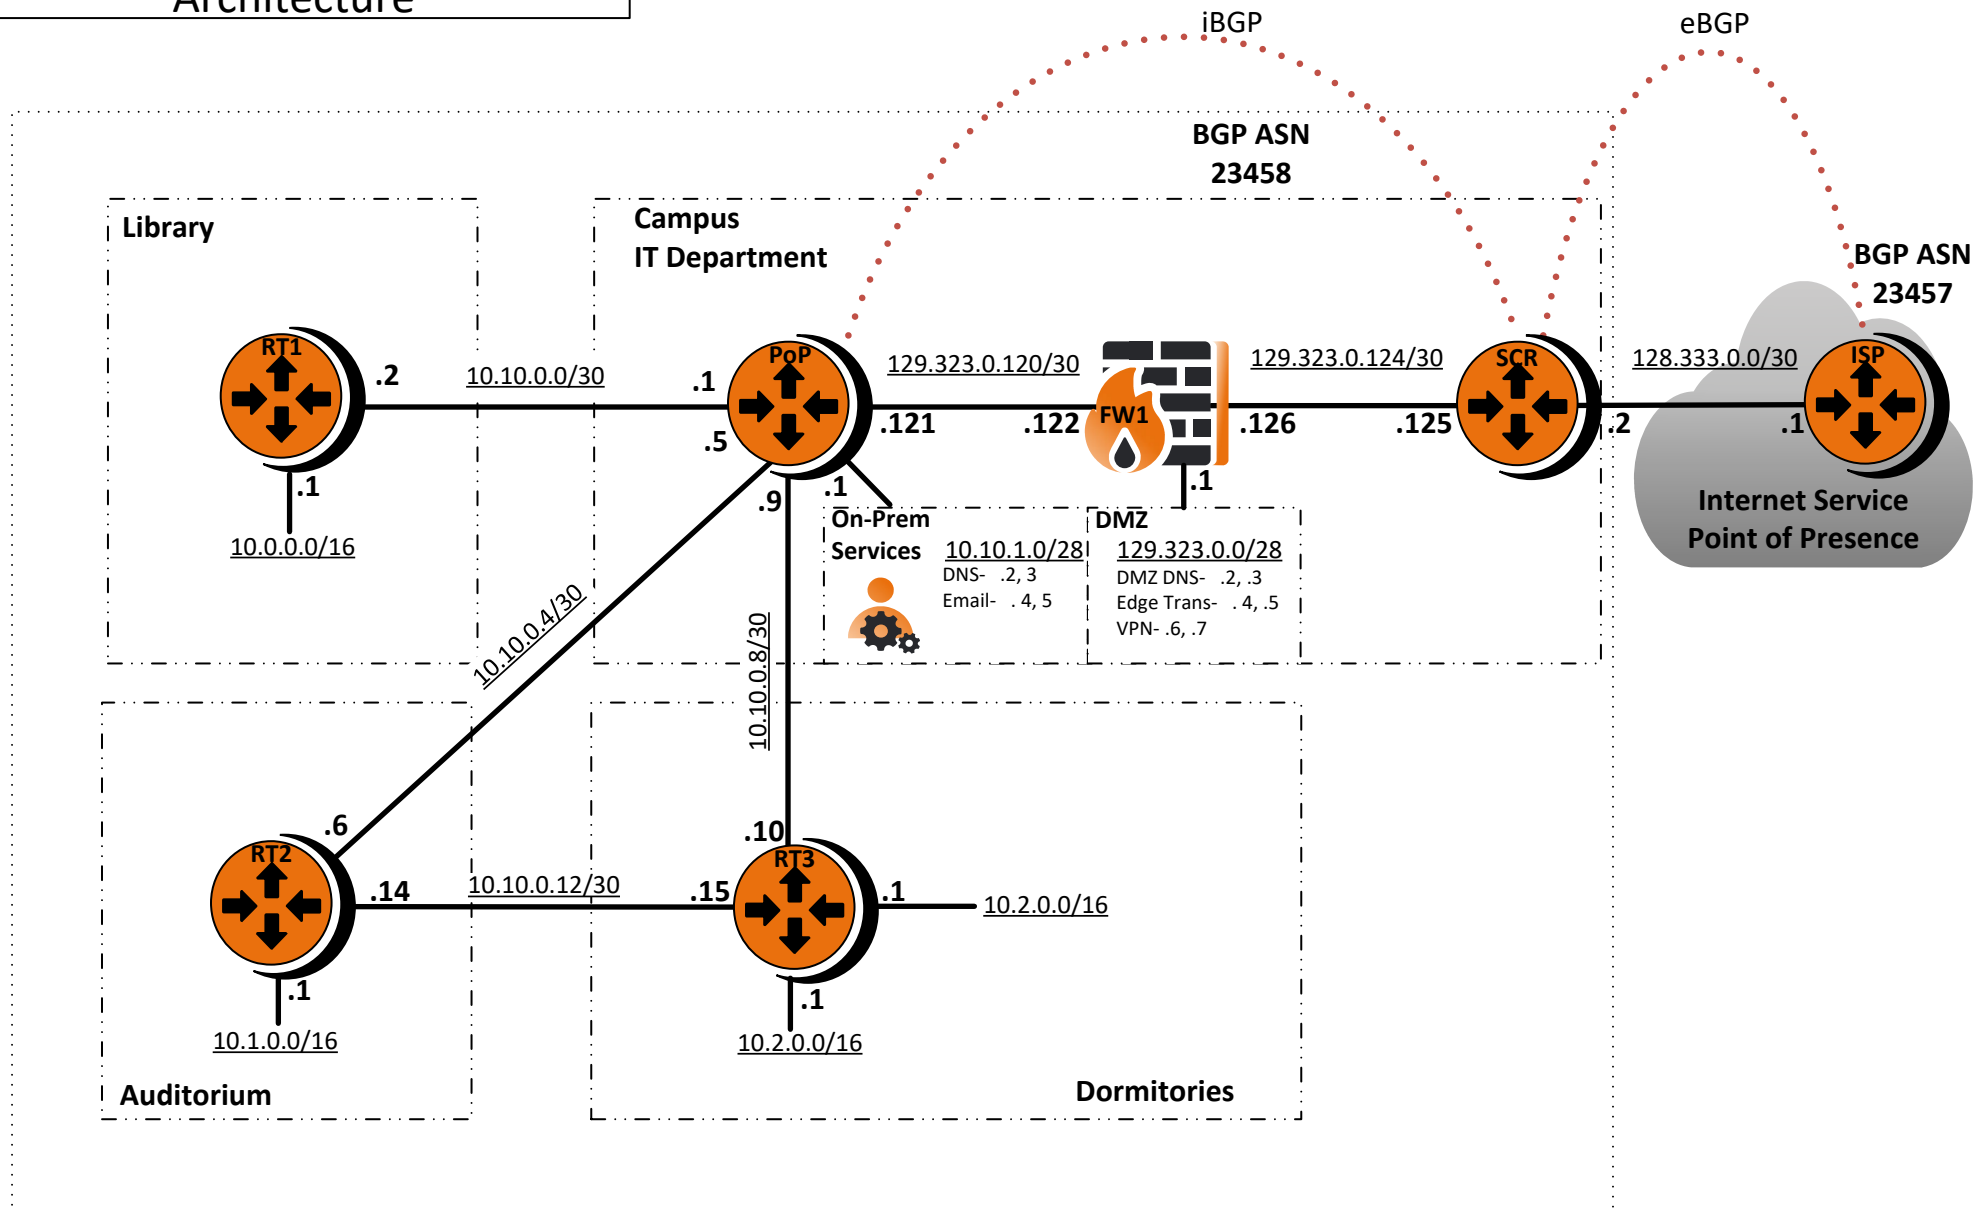 Architecture
iBGP
eBGP
BGP ASN
23458
Library
Campus
IT Department
BGP ASN
23457
RT1
.2
10.10.0.0/30
.1
PoP
129.323.0.120/30
129.323.0.124/30
SCR
128.333.0.0/30
ISP
.5
.121
.122
FW1
.126
.125
.2
.1
.1
10.0.0.0/16
.9
.1
.1
On-Prem
Services
10.10.1.0/28
DNS- .2, 3
Email- . 4, 5
DMZ
129.323.0.0/28
DMZ DNS- .2, .3
Edge Trans- . 4, .5
VPN- .6, .7
Internet Service
Point of Presence
10.10.0.4/30
10.10.0.8/30
.6
RT2
.14
10.10.0.12/30
.10
RT3
.15
.1
10.2.0.0/16
.1
10.1.0.0/16
.1
10.2.0.0/16
Auditorium
Dormitories